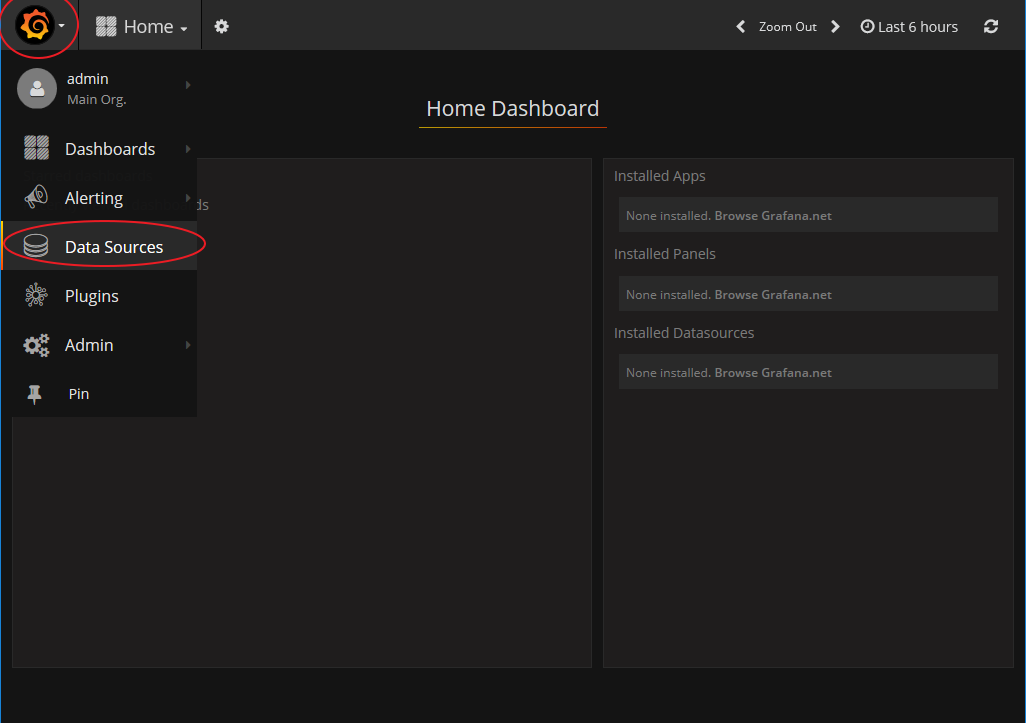 Home
Zoom Out
Last 6 hours
admin
Main Org.
Dashboards
Alerting
Data Sources
Plugins
Admin
Pin
Home Dashboard
Installed Apps
None installed. Browse Grafana.net
Installed Panels
None installed. Browse Grafana.net
Installed Datasources
None installed. Browse Grafana.net